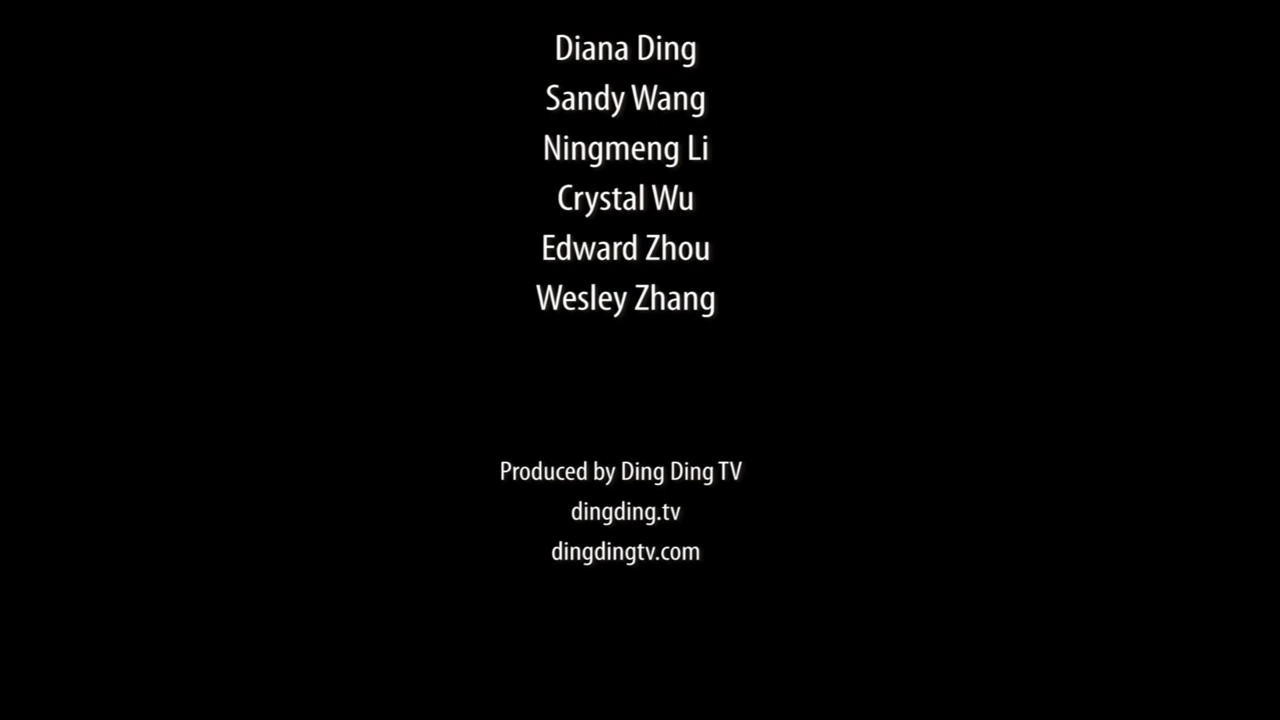 Diana Ding
Sandy Wang
Ningmeng Li
Crystal Wu
Edward Zhou
Wesley Zhang
Produced by Ding Ding TV
dingding.tv
dingdingtv.com